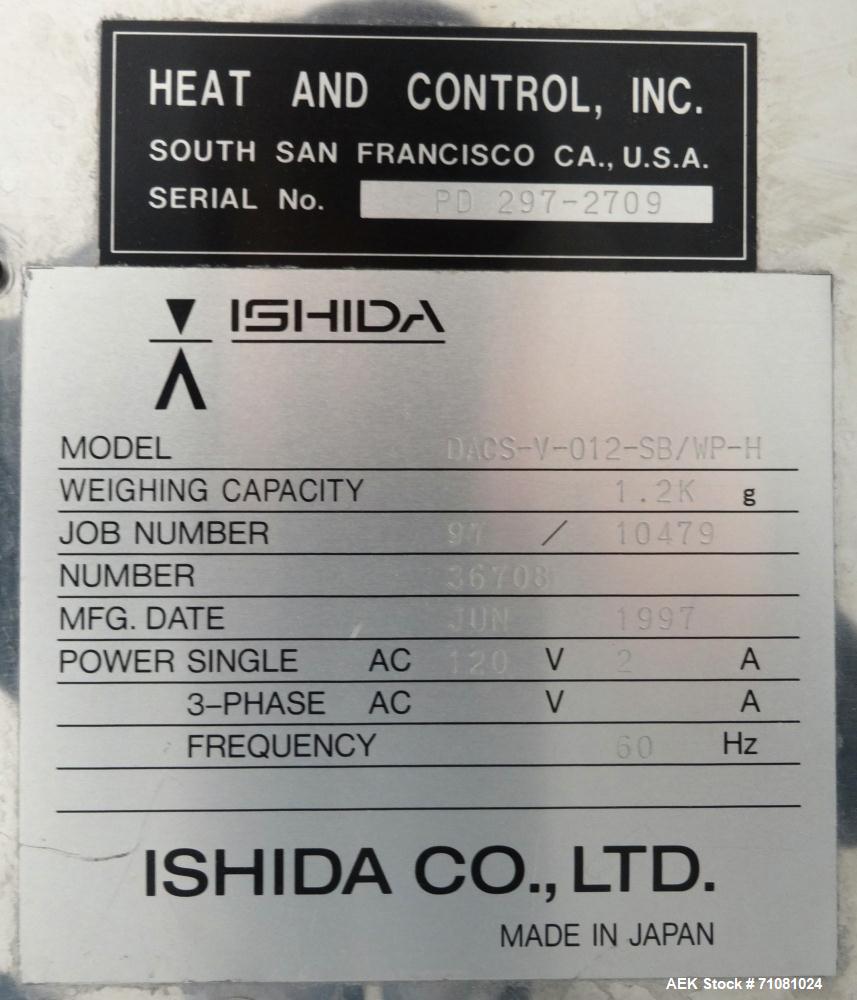 HEAT AND CONTROL, INC.
SOUTH SAN FRANCISCO CA., U.S.A.
SERIAL No. PD 297-2709
ISHIDA
MODEL DACS-V-012-SB/WP-H
WEIGHING CAPACITY 1.2K g
JOB NUMBER 97 / 10479
NUMBER 36708
MFG. DATE JUN 1997
POWER SINGLE AC 120 V 2 A
3-PHASE AC V A
FREQUENCY 60 Hz
ISHIDA CO., LTD.
MADE IN JAPAN
AEK Stock # 71081024